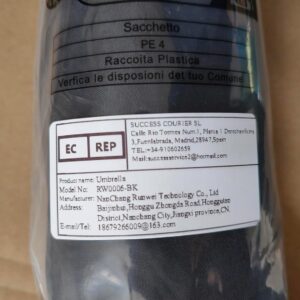 Sacchetto
PE 4
Raccolta Plastica
Verifica le disposizioni del tuo Comune
EC REP
SUCCESS COURIER SL
Calle Rio Tormes Num.1, Planta 1 Derecha,Oficina
3,Fuenlabrada, Madrid,28947,Spain
TEL:+34-910602659
Mail:successservice2@hotmail.com
Product name: Umbrella
Model No: RW0006-BK
Manufacturer: NanChang Runwei Technology Co., Ltd
Address: Baijinhui,Honggu Zhongda Road,Honggutan
District,Nanchang City,Jiangxi province,CN.
E-mail/Tel: 18679266009@163.com